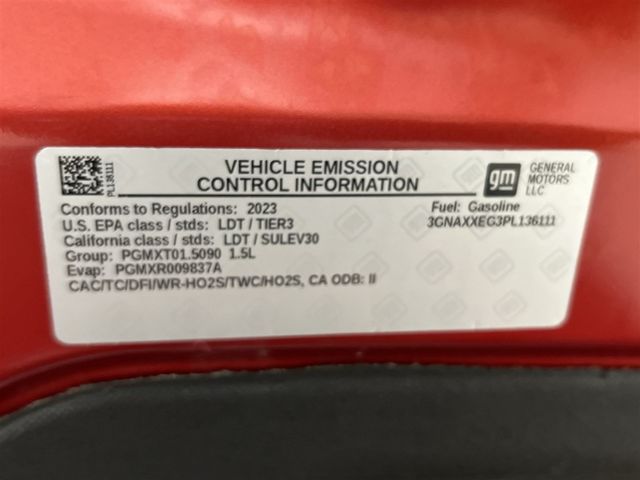 PL136111
VEHICLE EMISSION
CONTROL INFORMATION
gm
GENERAL
MOTORS
LLC
Conforms to Regulations: 2023
Fuel: Gasoline
U.S. EPA class / stds: LDT / TIER3
3GNAXXEG3PL136111
California class / stds: LDT / SULEV30
Group: PGMXT01.5090 1.5L
Evap: PGMXR009837A
CAC/TC/DFI/WR-HO2S/TWC/HO2S, CA ODB: II